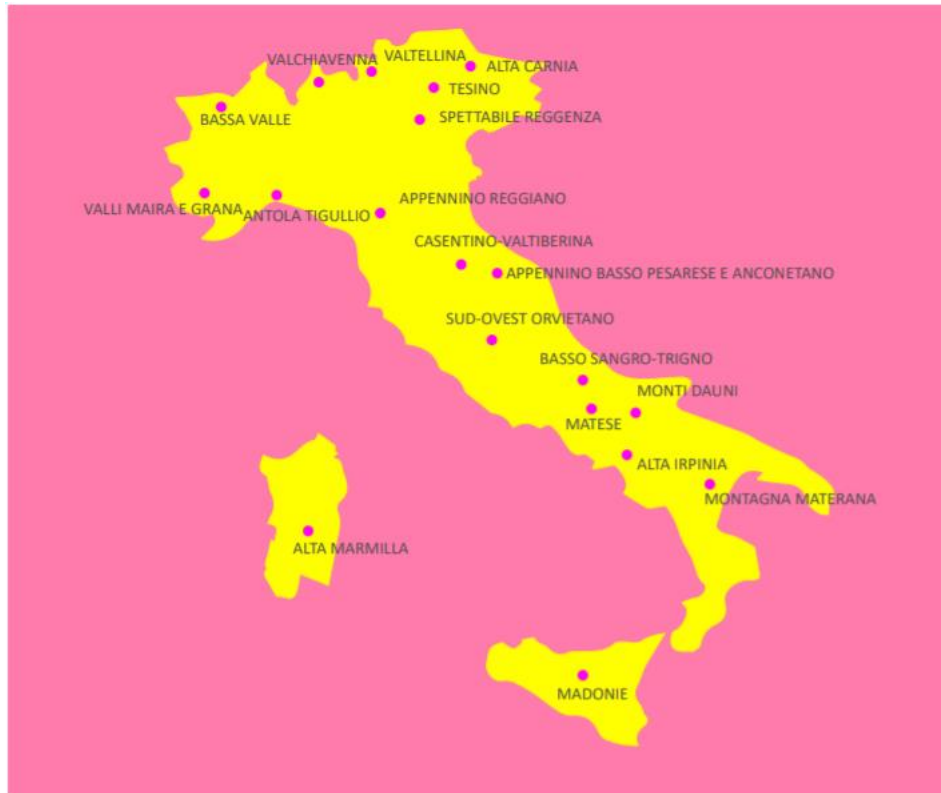 VALCHIAVENNA
VALTELLINA
ALTA CARNIA
TESINO
BASSA VALLE
SPETTABILE REGGENZA
VALLI MAIRA E GRANA
ANTOLA TIGULLIO
APPENNINO REGGIANO
CASENTINO-VALTIBERINA
APPENNINO BASSO PESARESE E ANCONETANO
SUD-OVEST ORVIETANO
BASSO SANGRO-TRIGNO
MONTI DAUNI
MATESE
ALTA IRPINIA
MONTAGNA MATERANA
ALTA MARMILLA
MADONIE